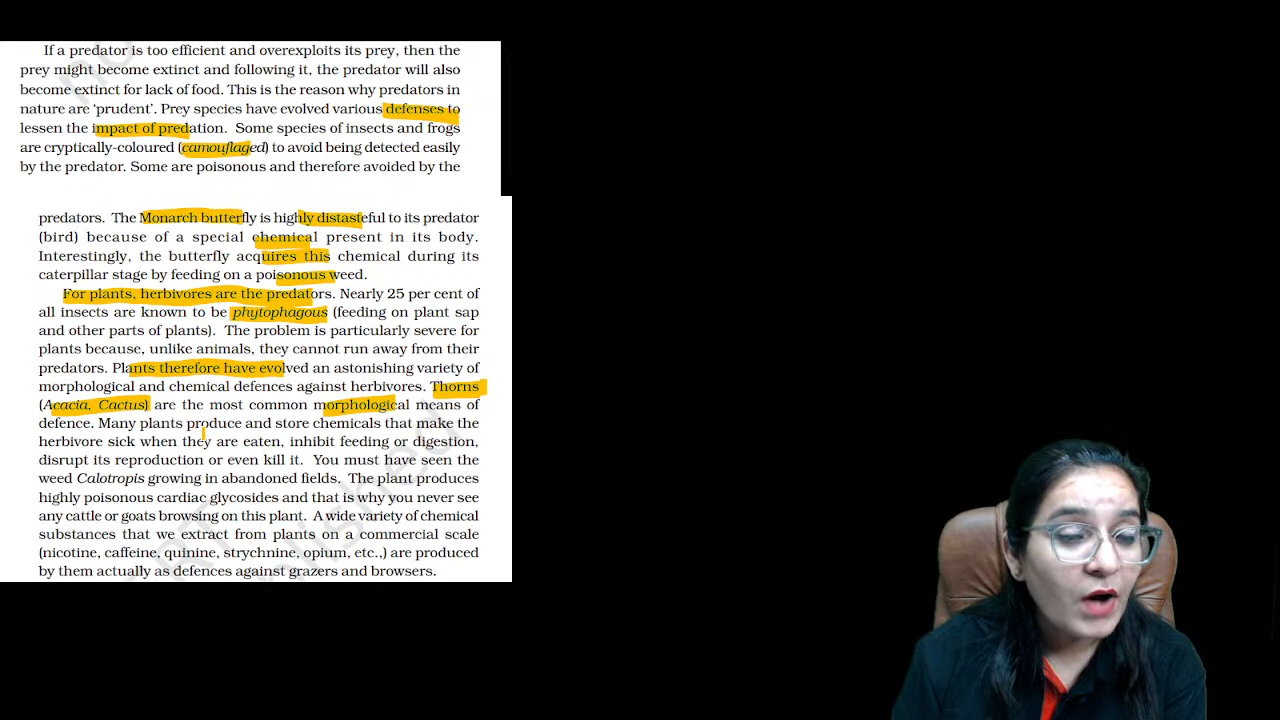 If a predator is too efficient and overexploits its prey, then the
prey might become extinct and following it, the predator will also
become extinct for lack of food. This is the reason why predators in
nature are ‘prudent’. Prey species have evolved various defenses to
lessen the impact of predation. Some species of insects and frogs
are cryptically-coloured (camouflaged) to avoid being detected easily
by the predator. Some are poisonous and therefore avoided by the
predators. The Monarch butterfly is highly distasteful to its predator
(bird) because of a special chemical present in its body.
Interestingly, the butterfly acquires this chemical during its
caterpillar stage by feeding on a poisonous weed.
For plants, herbivores are the predators. Nearly 25 per cent of
all insects are known to be phytophagous (feeding on plant sap
and other parts of plants). The problem is particularly severe for
plants because, unlike animals, they cannot run away from their
predators. Plants therefore have evolved an astonishing variety of
morphological and chemical defences against herbivores. Thorns
(Acacia, Cactus) are the most common morphological means of
defence. Many plants produce and store chemicals that make the
herbivore sick when they are eaten, inhibit feeding or digestion,
disrupt its reproduction or even kill it. You must have seen the
weed Calotropis growing in abandoned fields. The plant produces
highly poisonous cardiac glycosides and that is why you never see
any cattle or goats browsing on this plant. A wide variety of chemical
substances that we extract from plants on a commercial scale
(nicotine, caffeine, quinine, strychnine, opium, etc.,) are produced
by them actually as defences against grazers and browsers.